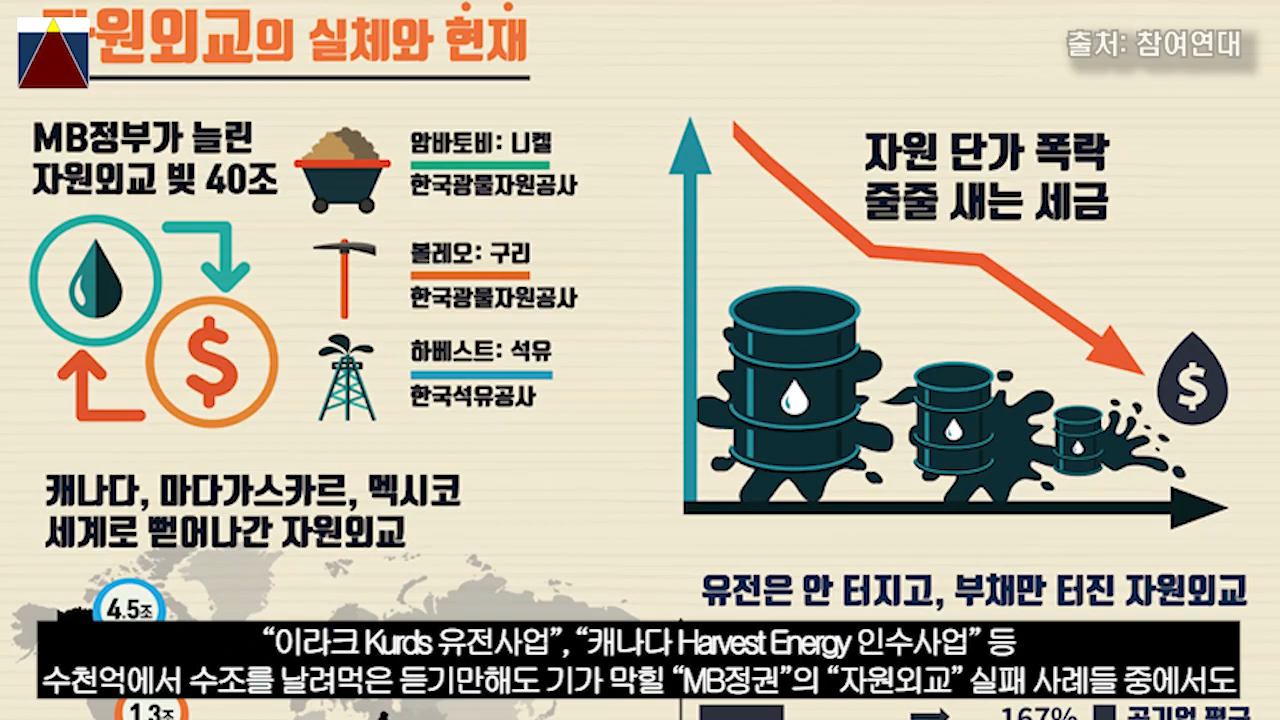 자원외교의 실체와 현재
출처: 참여연대
MB정부가 늘린
자원외교 빚 40조
암바토비: 니켈
한국광물자원공사
볼레오: 구리
한국광물자원공사
하베스트: 석유
한국석유공사
자원 단가 폭락
줄줄 새는 세금
캐나다, 마다가스카르, 멕시코
세계로 뻗어나간 자원외교
4.5조
유전은 안 터지고, 부채만 터진 자원외교
“이라크 Kurds 유전사업”, “캐나다 Harvest Energy 인수사업” 등
수천억에서 수조를 날려먹은 듣기만해도 기가 막힐 “MB정권”의 “자원외교” 실패 사례들 중에서도
1.3조
167%
공기업 평균